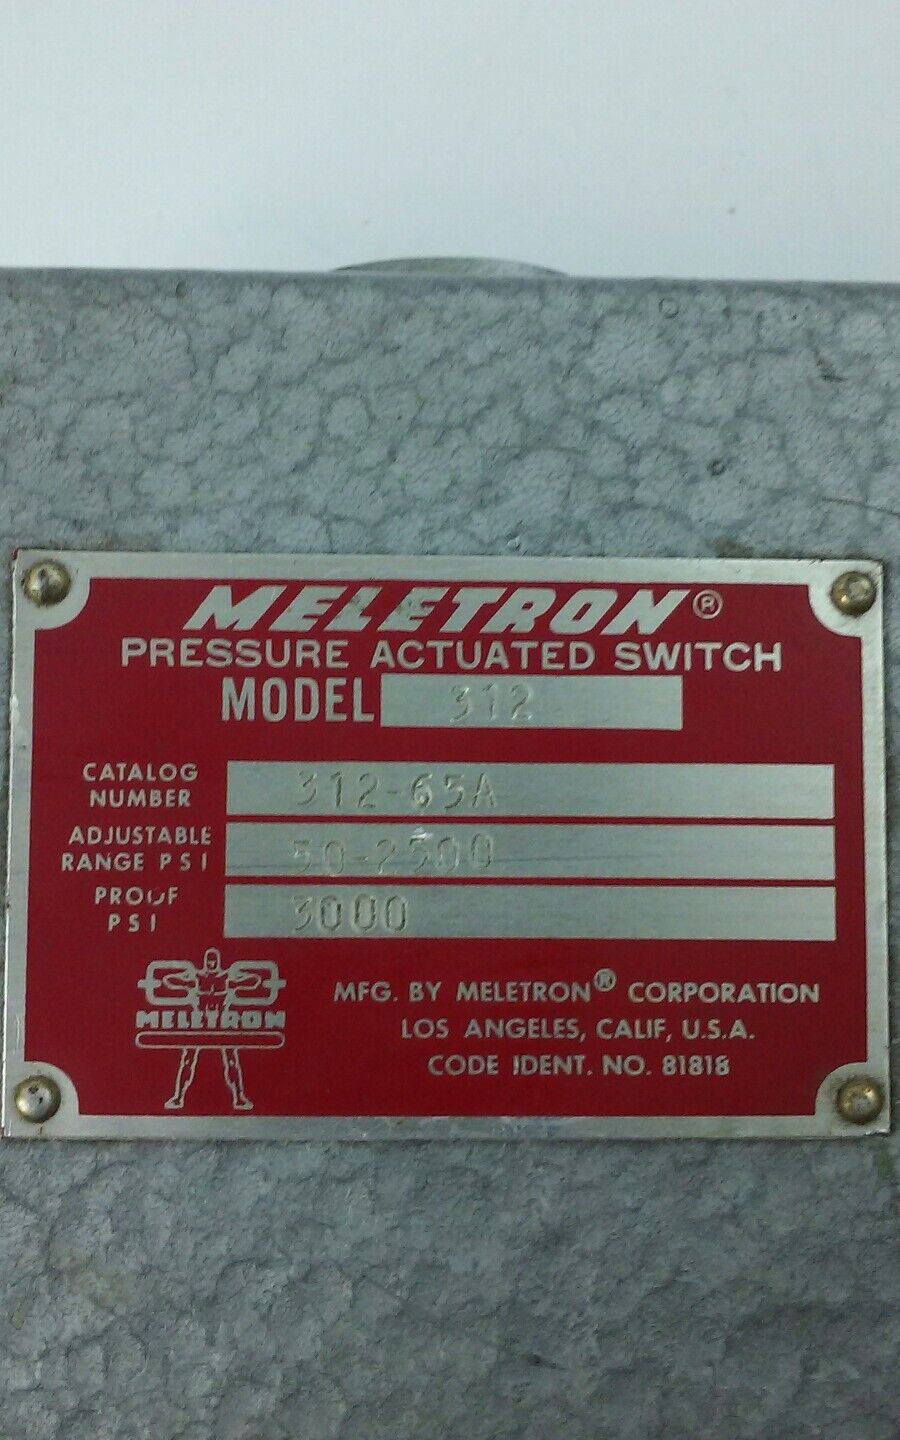 MELETRON®
PRESSURE ACTUATED SWITCH
MODEL 312
CATALOG NUMBER 312-65A
ADJUSTABLE RANGE PSI 50-2500
PROOF PSI 3000
MELETRON
MFG. BY MELETRON® CORPORATION
LOS ANGELES, CALIF, U.S.A.
CODE IDENT. NO. 81818